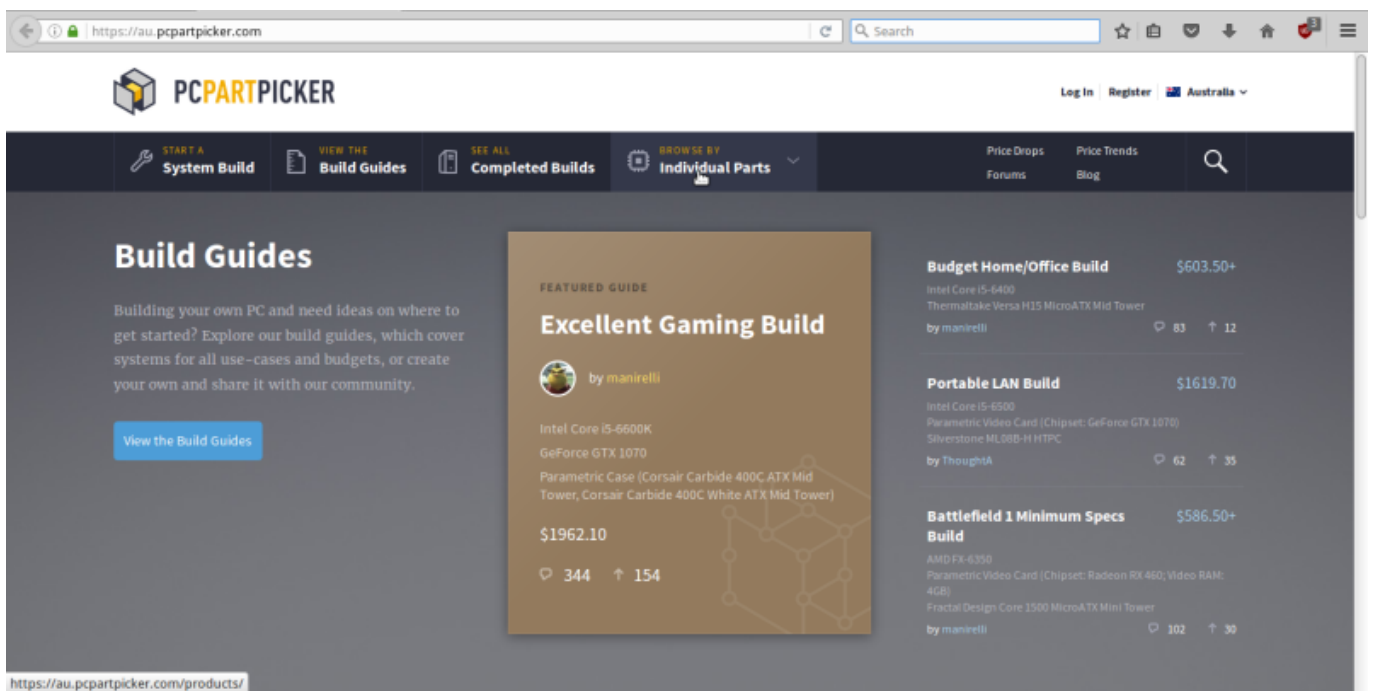 https://au.pcpartpicker.com
Search
3
PCPARTPICKER
Log In Register Australia
START A
System Build
VIEW THE
Build Guides
SEE ALL
Completed Builds
BROWSE BY
Individual Parts
Price Drops Price Trends
Forums Blog
Build Guides
Building your own PC and need ideas on where to
get started? Explore our build guides, which cover
systems for all use-cases and budgets, or create
your own and share it with our community.
View the Build Guides
FEATURED GUIDE
Excellent Gaming Build
by manirelli
Intel Core i5-6600K
GeForce GTX 1070
Parametric Case (Corsair Carbide 400C ATX Mid
Tower, Corsair Carbide 400C White ATX Mid Tower)
$1962.10
344 154
Budget Home/Office Build $603.50+
Intel Core i5-6400
Thermaltake Versa H15 MicroATX Mid Tower
by manirelli 83 12
Portable LAN Build $1619.70
Intel Core i5-6500
Parametric Video Card (Chipset: GeForce GTX 1070)
Silverstone ML08B-H HTPC
by ThoughtA 62 35
Battlefield 1 Minimum Specs $586.50+
Build
AMD FX-6350
Parametric Video Card (Chipset: Radeon RX 460; Video RAM:
4GB)
Fractal Design Core 1500 MicroATX Mini Tower
by manirelli 102 30
https://au.pcpartpicker.com/products/